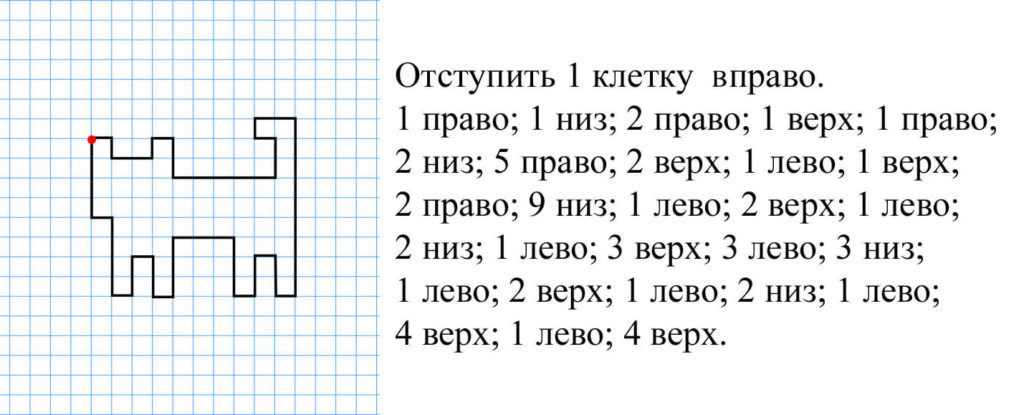 Отступить 1 клетку вправо.
1 право; 1 низ; 2 право; 1 верх; 1 право;
2 низ; 5 право; 2 верх; 1 лево; 1 верх;
2 право; 9 низ; 1 лево; 2 верх; 1 лево;
2 низ; 1 лево; 3 верх; 3 лево; 3 низ;
1 лево; 2 верх; 1 лево; 2 низ; 1 лево;
4 верх; 1 лево; 4 верх.